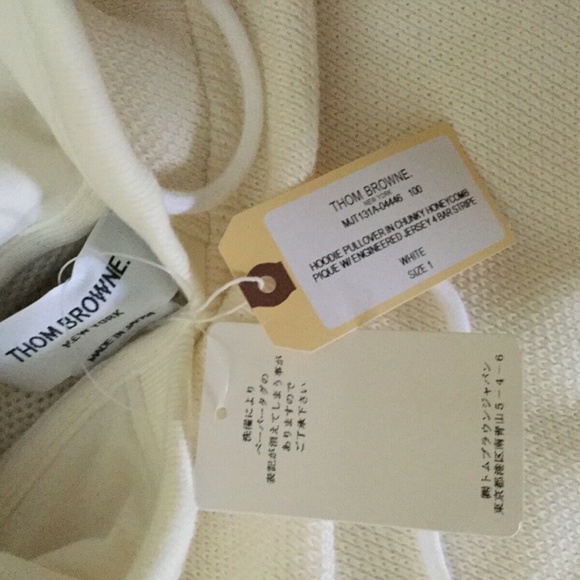 THOM BROWNE.
NEW YORK
MADE IN JAPAN
THOM BROWNE.
NEW YORK
MJT131A-04446 100
HOODIE PULLOVER IN CHUNKY HONEYCOMB
PIQUE W/ ENGINEERED JERSEY 4 BAR STRIPE
WHITE
SIZE 1
洗濯により
ペーパータグの
表記が消えてしまう事が
ありますので
ご了承下さい
㈱トムブラウンジャパン
東京都港区南青山5-4-6